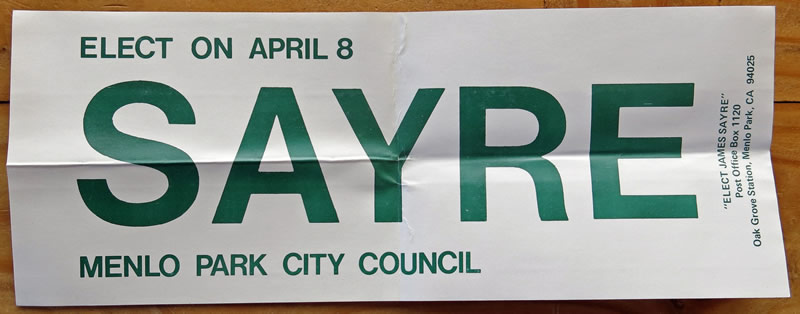 ELECT ON APRIL 8
SAYRE
MENLO PARK CITY COUNCIL
"ELECT JAMES SAYRE"
Post Office Box 1120
Oak Grove Station, Menlo Park, CA 94025